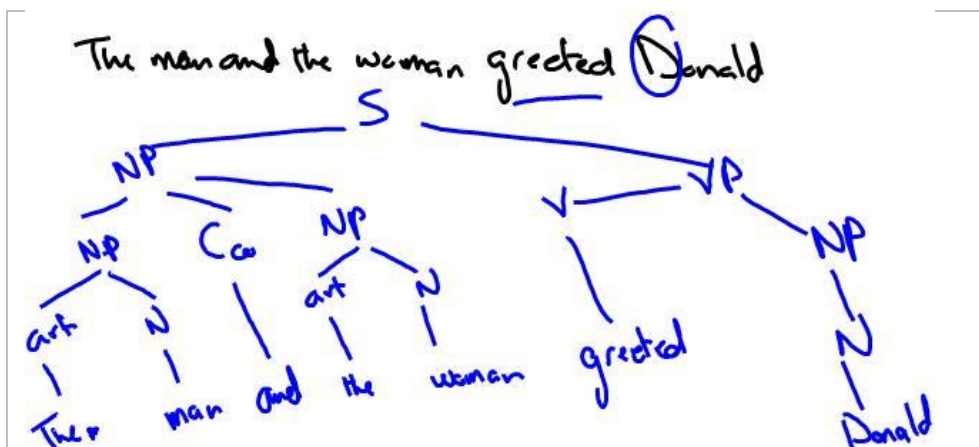 The man and the woman greeted Donald
S
NP VP
NP Cco NP V NP
art N art N N
The man and the woman greeted Donald